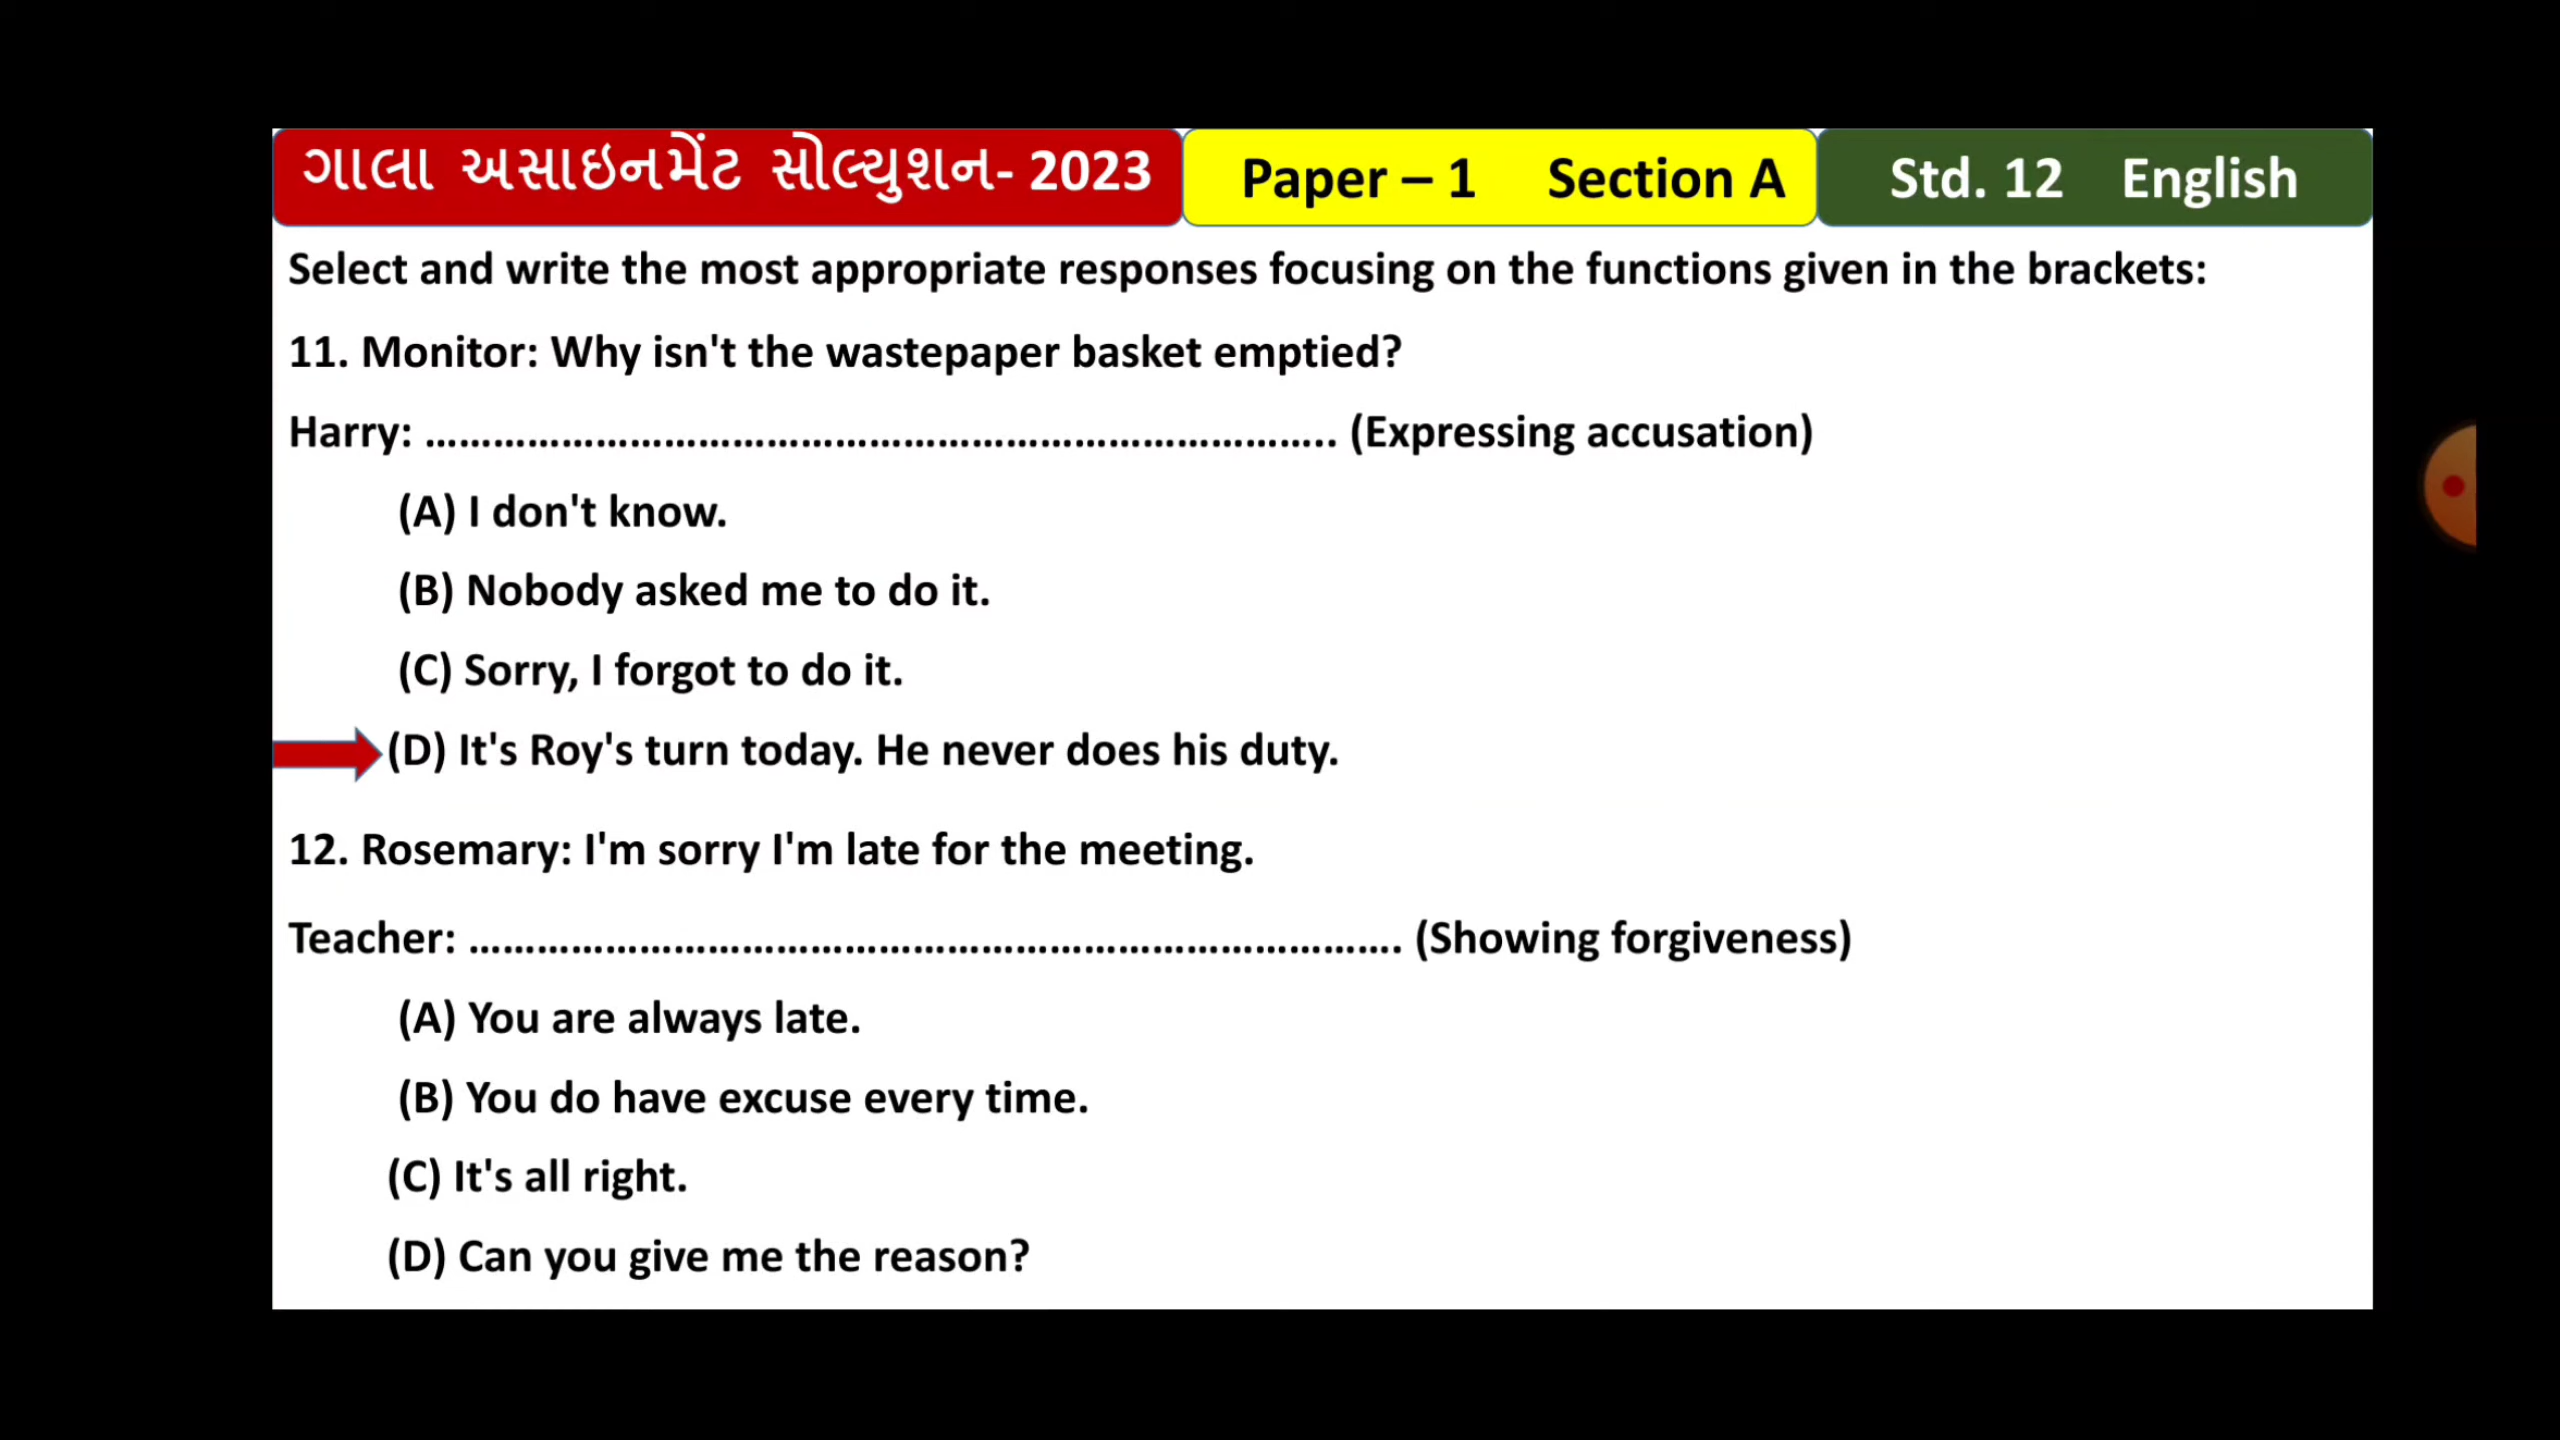 ગાલા અસાઇનમેંટ સોલ્યુશન- 2023 Paper – 1 Section A Std. 12 English
Select and write the most appropriate responses focusing on the functions given in the brackets:
11. Monitor: Why isn't the wastepaper basket emptied?
Harry: ………………………………………………………………….. (Expressing accusation)
(A) I don't know.
(B) Nobody asked me to do it.
(C) Sorry, I forgot to do it.
(D) It's Roy's turn today. He never does his duty.
12. Rosemary: I'm sorry I'm late for the meeting.
Teacher: ……………………………………………………………………. (Showing forgiveness)
(A) You are always late.
(B) You do have excuse every time.
(C) It's all right.
(D) Can you give me the reason?